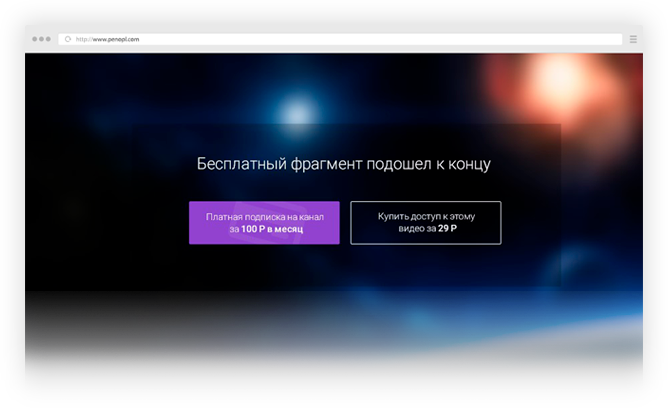 http://www.penopl.com
Бесплатный фрагмент подошел к концу
Платная подписка на канал
за 100 Р в месяц
Купить доступ к этому
видео за 29 Р